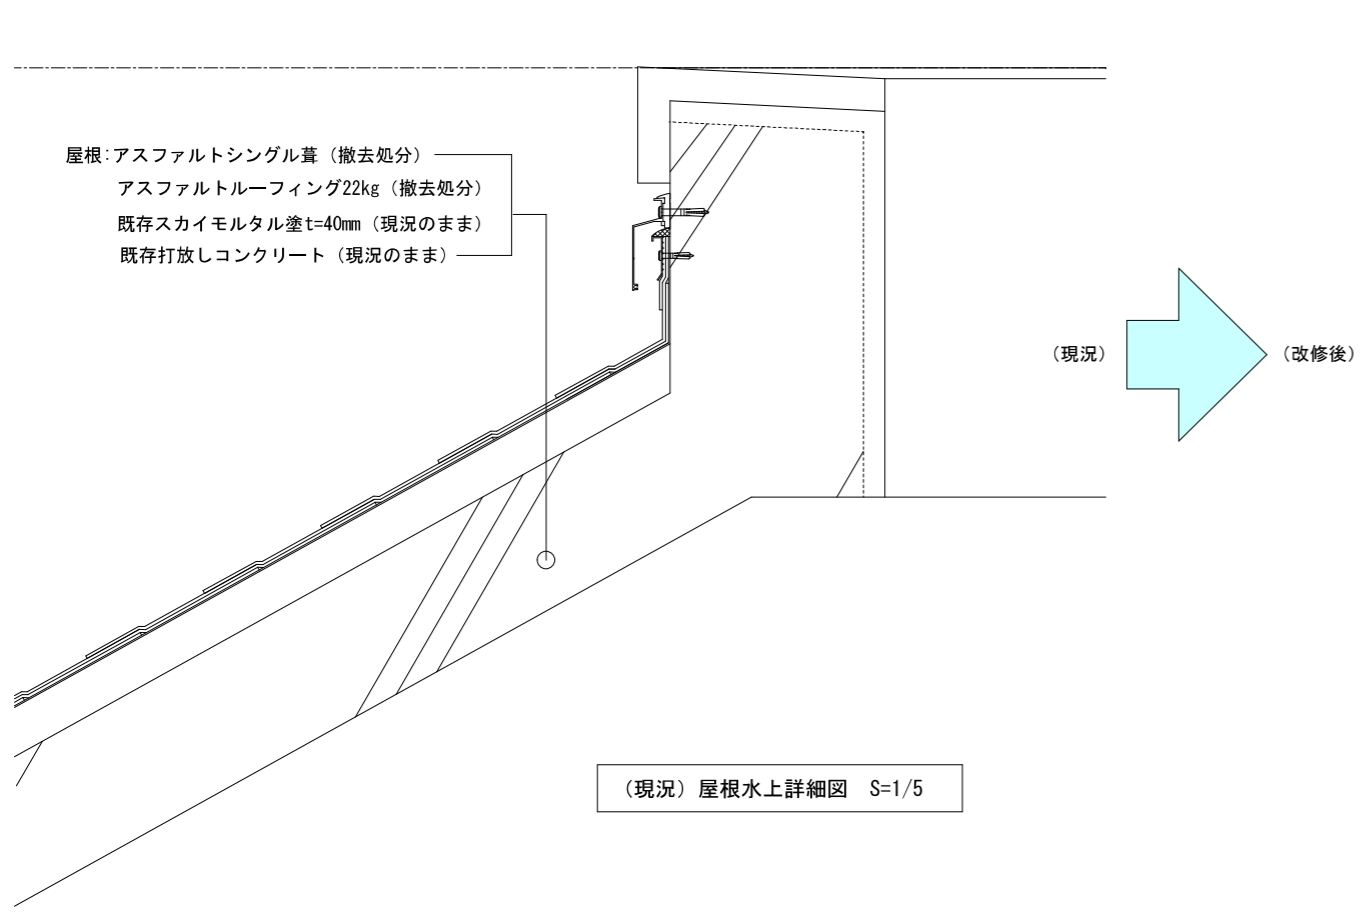 屋根:アスファルトシングル葺（撤去処分）
アスファルトルーフィング22kg（撤去処分）
既存スカイモルタル塗t=40mm（現況のまま）
既存打放しコンクリート（現況のまま）
（現況）
（改修後）
（現況）屋根水上詳細図　S=1/5